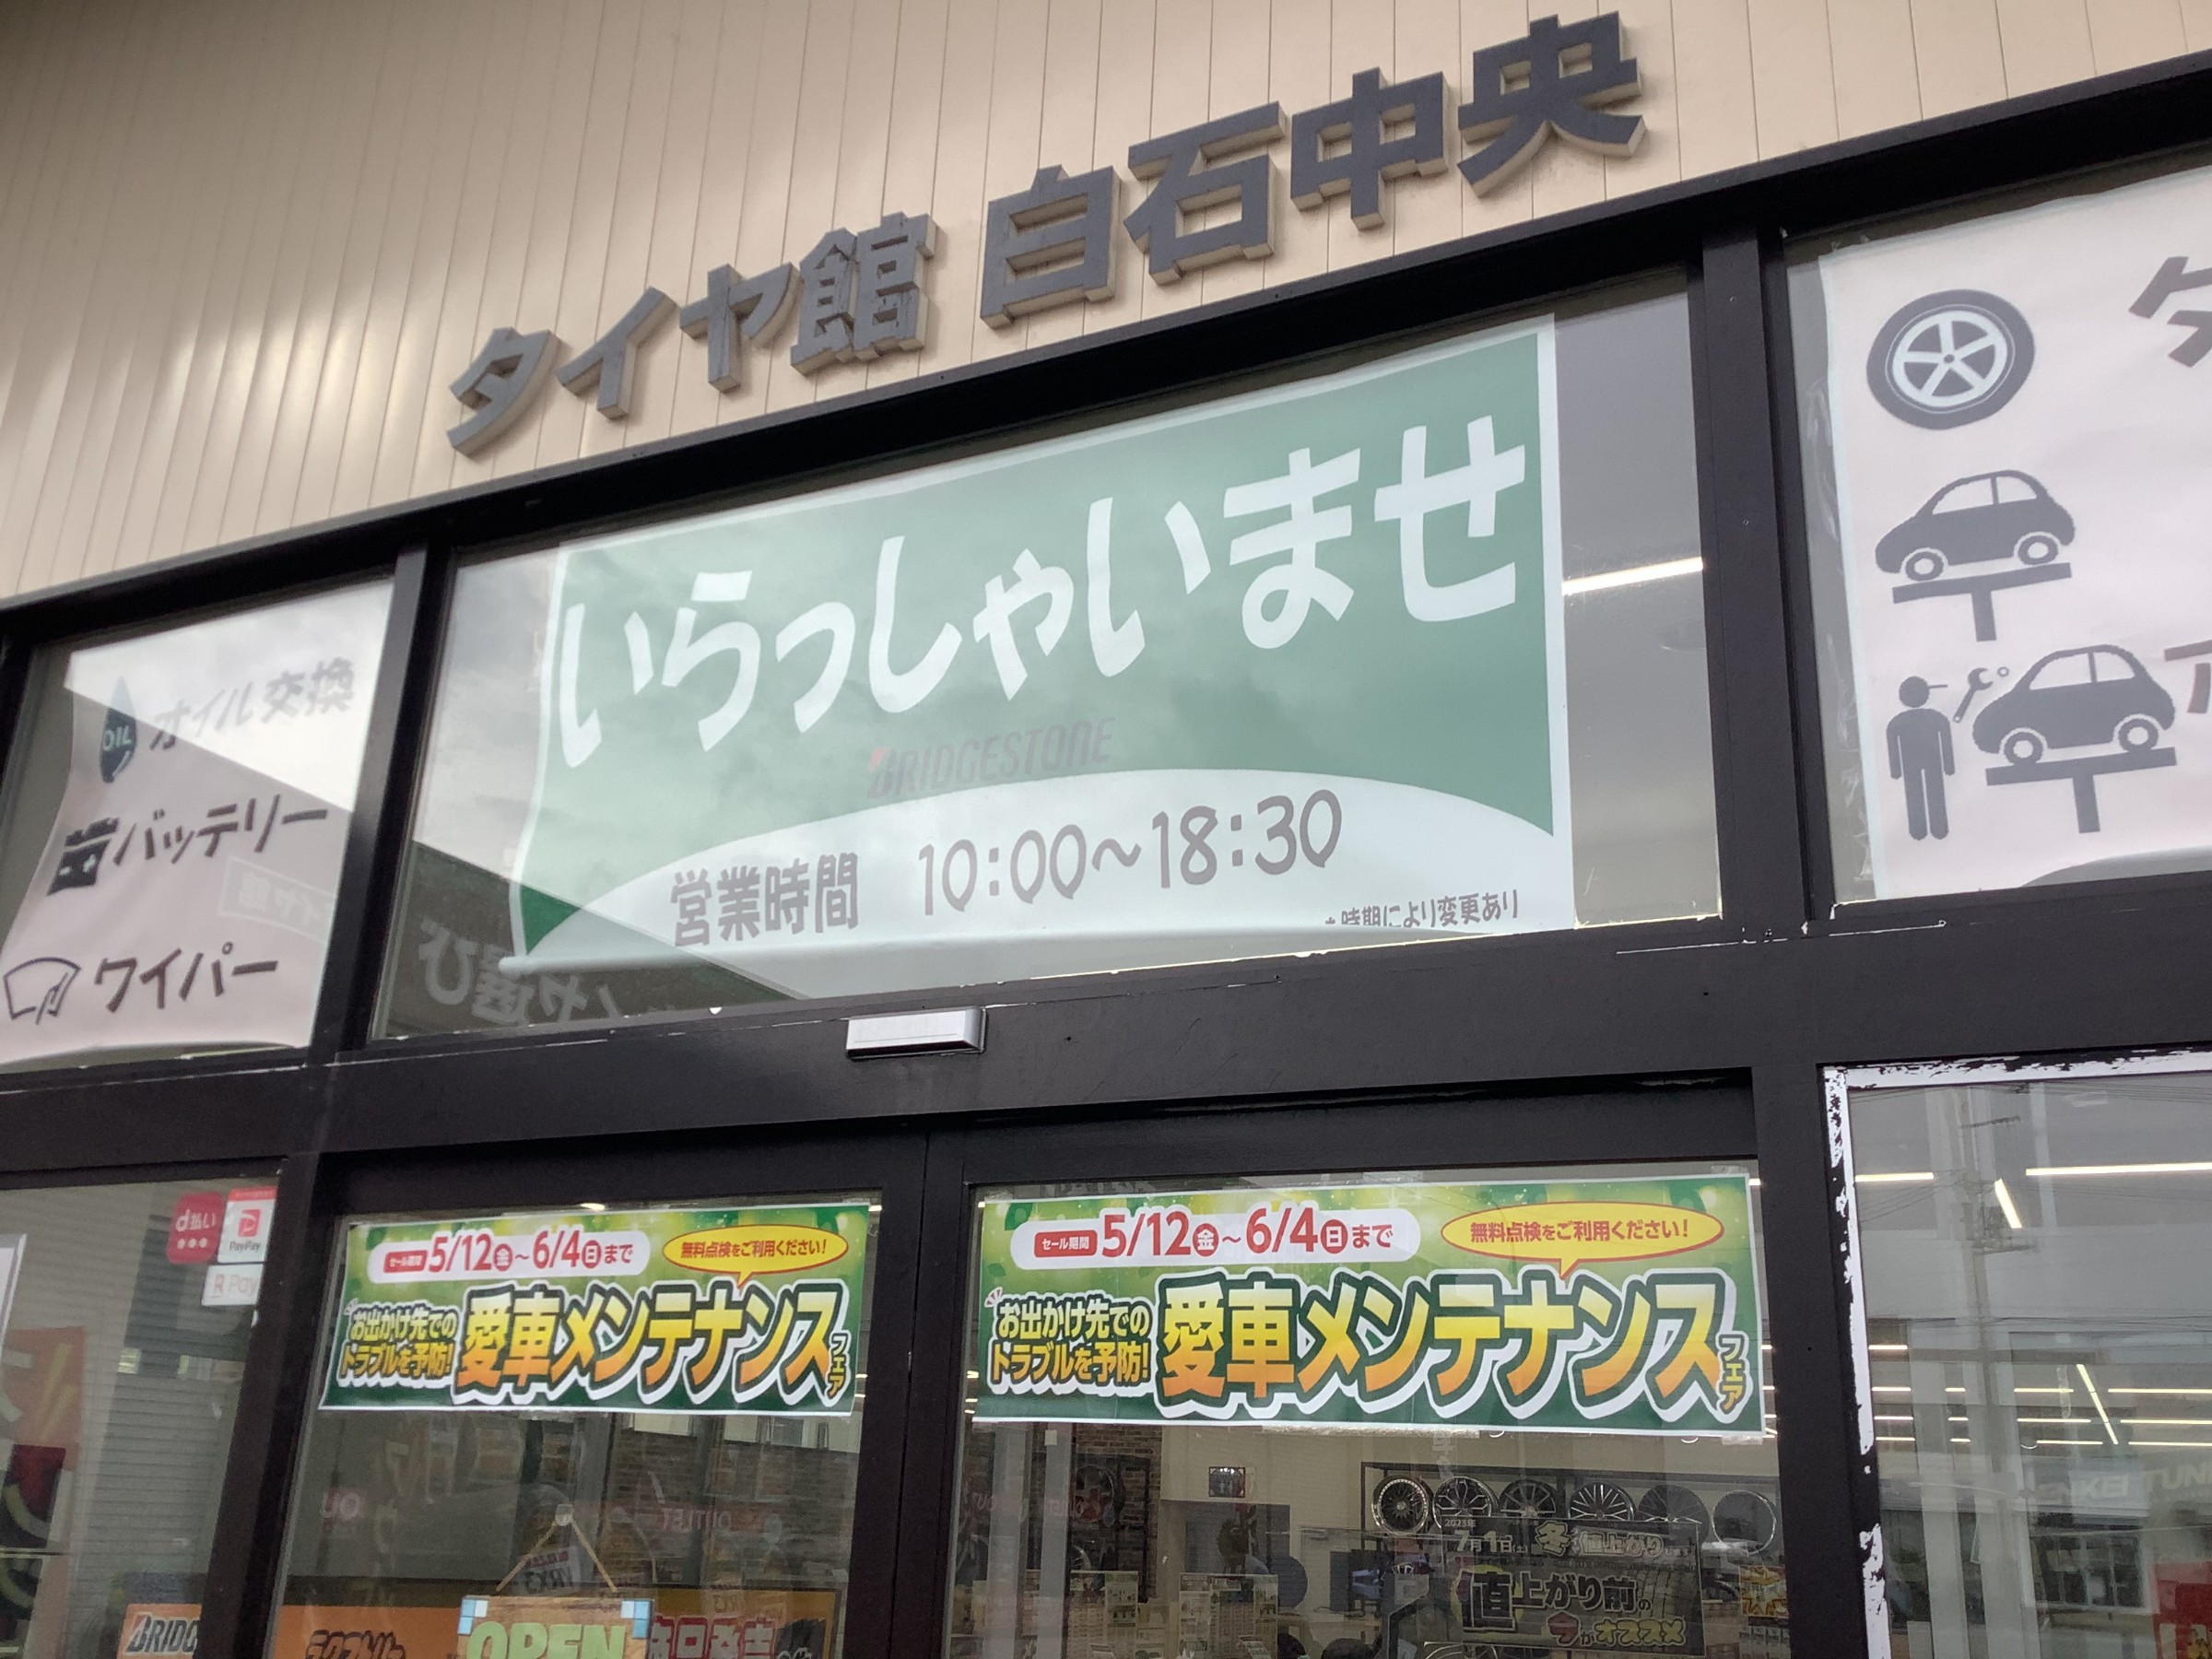 タイヤ館 白石中央
いらっしゃいませ
BRIDGESTONE
営業時間 10:00〜18:30
時期により変更あり
OIL オイル交換
バッテリー
ワイパー
タ
d払い
PayPay
R Pay
セール期間 5/12金〜6/4日まで
無料点検をご利用ください!
お出かけ先での
トラブルを予防!
愛車メンテナンスフェア
セール期間 5/12金〜6/4日まで
無料点検をご利用ください!
お出かけ先での
トラブルを予防!
愛車メンテナンスフェア
2023年
7月1日(土)
値上がり前の
今がオススメ
OPEN